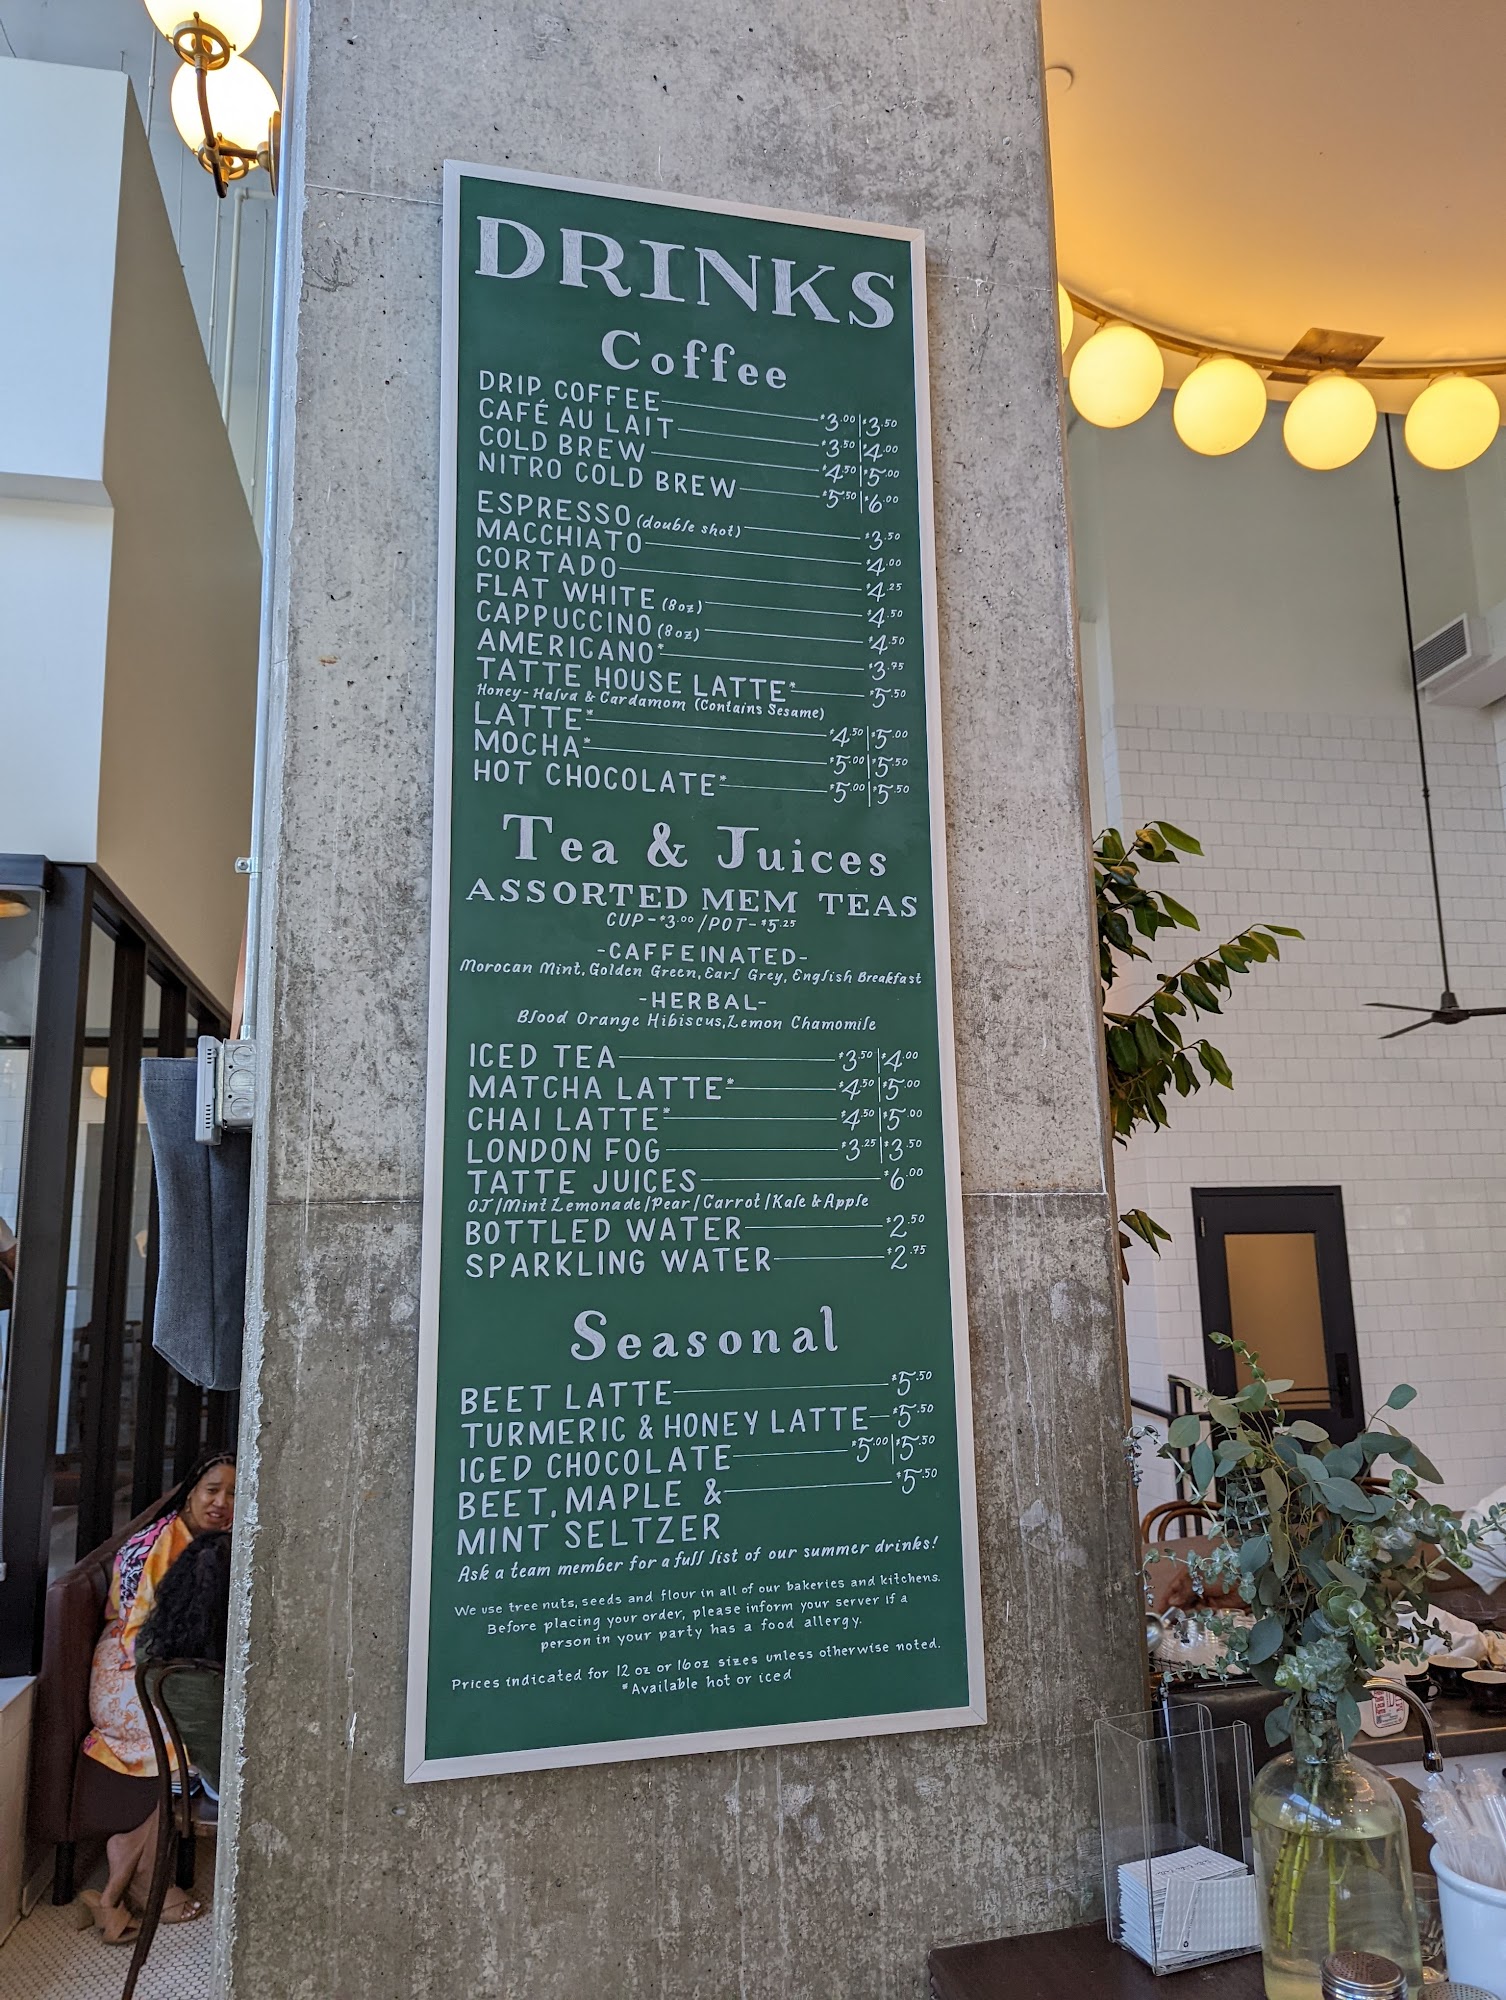 DRINKS
Coffee
DRIP COFFEE $3.00|$3.50
CAFÉ AU LAIT $3.50|$4.00
COLD BREW $4.50|$5.00
NITRO COLD BREW $5.50|$6.00
ESPRESSO (double shot) $3.50
MACCHIATO $4.00
CORTADO $4.25
FLAT WHITE (8oz) $4.50
CAPPUCCINO (8oz) $4.50
AMERICANO* $3.75
TATTE HOUSE LATTE* $5.50
Honey-Halva & Cardamom (Contains Sesame)
LATTE* $4.50|$5.00
MOCHA* $5.00|$5.50
HOT CHOCOLATE* $5.00|$5.50
Tea & Juices
ASSORTED MEM TEAS
CUP-$3.00/POT-$5.25
-CAFFEINATED-
Morocan Mint, Golden Green, Earl Grey, English Breakfast
-HERBAL-
Blood Orange Hibiscus, Lemon Chamomile
ICED TEA $3.50|$4.00
MATCHA LATTE* $4.50|$5.00
CHAI LATTE* $4.50|$5.00
LONDON FOG $3.25|$3.50
TATTE JUICES $6.00
OJ/Mint Lemonade/Pear/Carrot/Kale & Apple
BOTTLED WATER $2.50
SPARKLING WATER $2.75
Seasonal
BEET LATTE $5.50
TURMERIC & HONEY LATTE $5.50
ICED CHOCOLATE $5.00|$5.50
BEET, MAPLE & $5.50
MINT SELTZER
Ask a team member for a full list of our summer drinks!
We use tree nuts, seeds and flour in all of our bakeries and kitchens.
Before placing your order, please inform your server if a
person in your party has a food allergy.
Prices indicated for 12 oz or 16 oz sizes unless otherwise noted.
*Available hot or iced